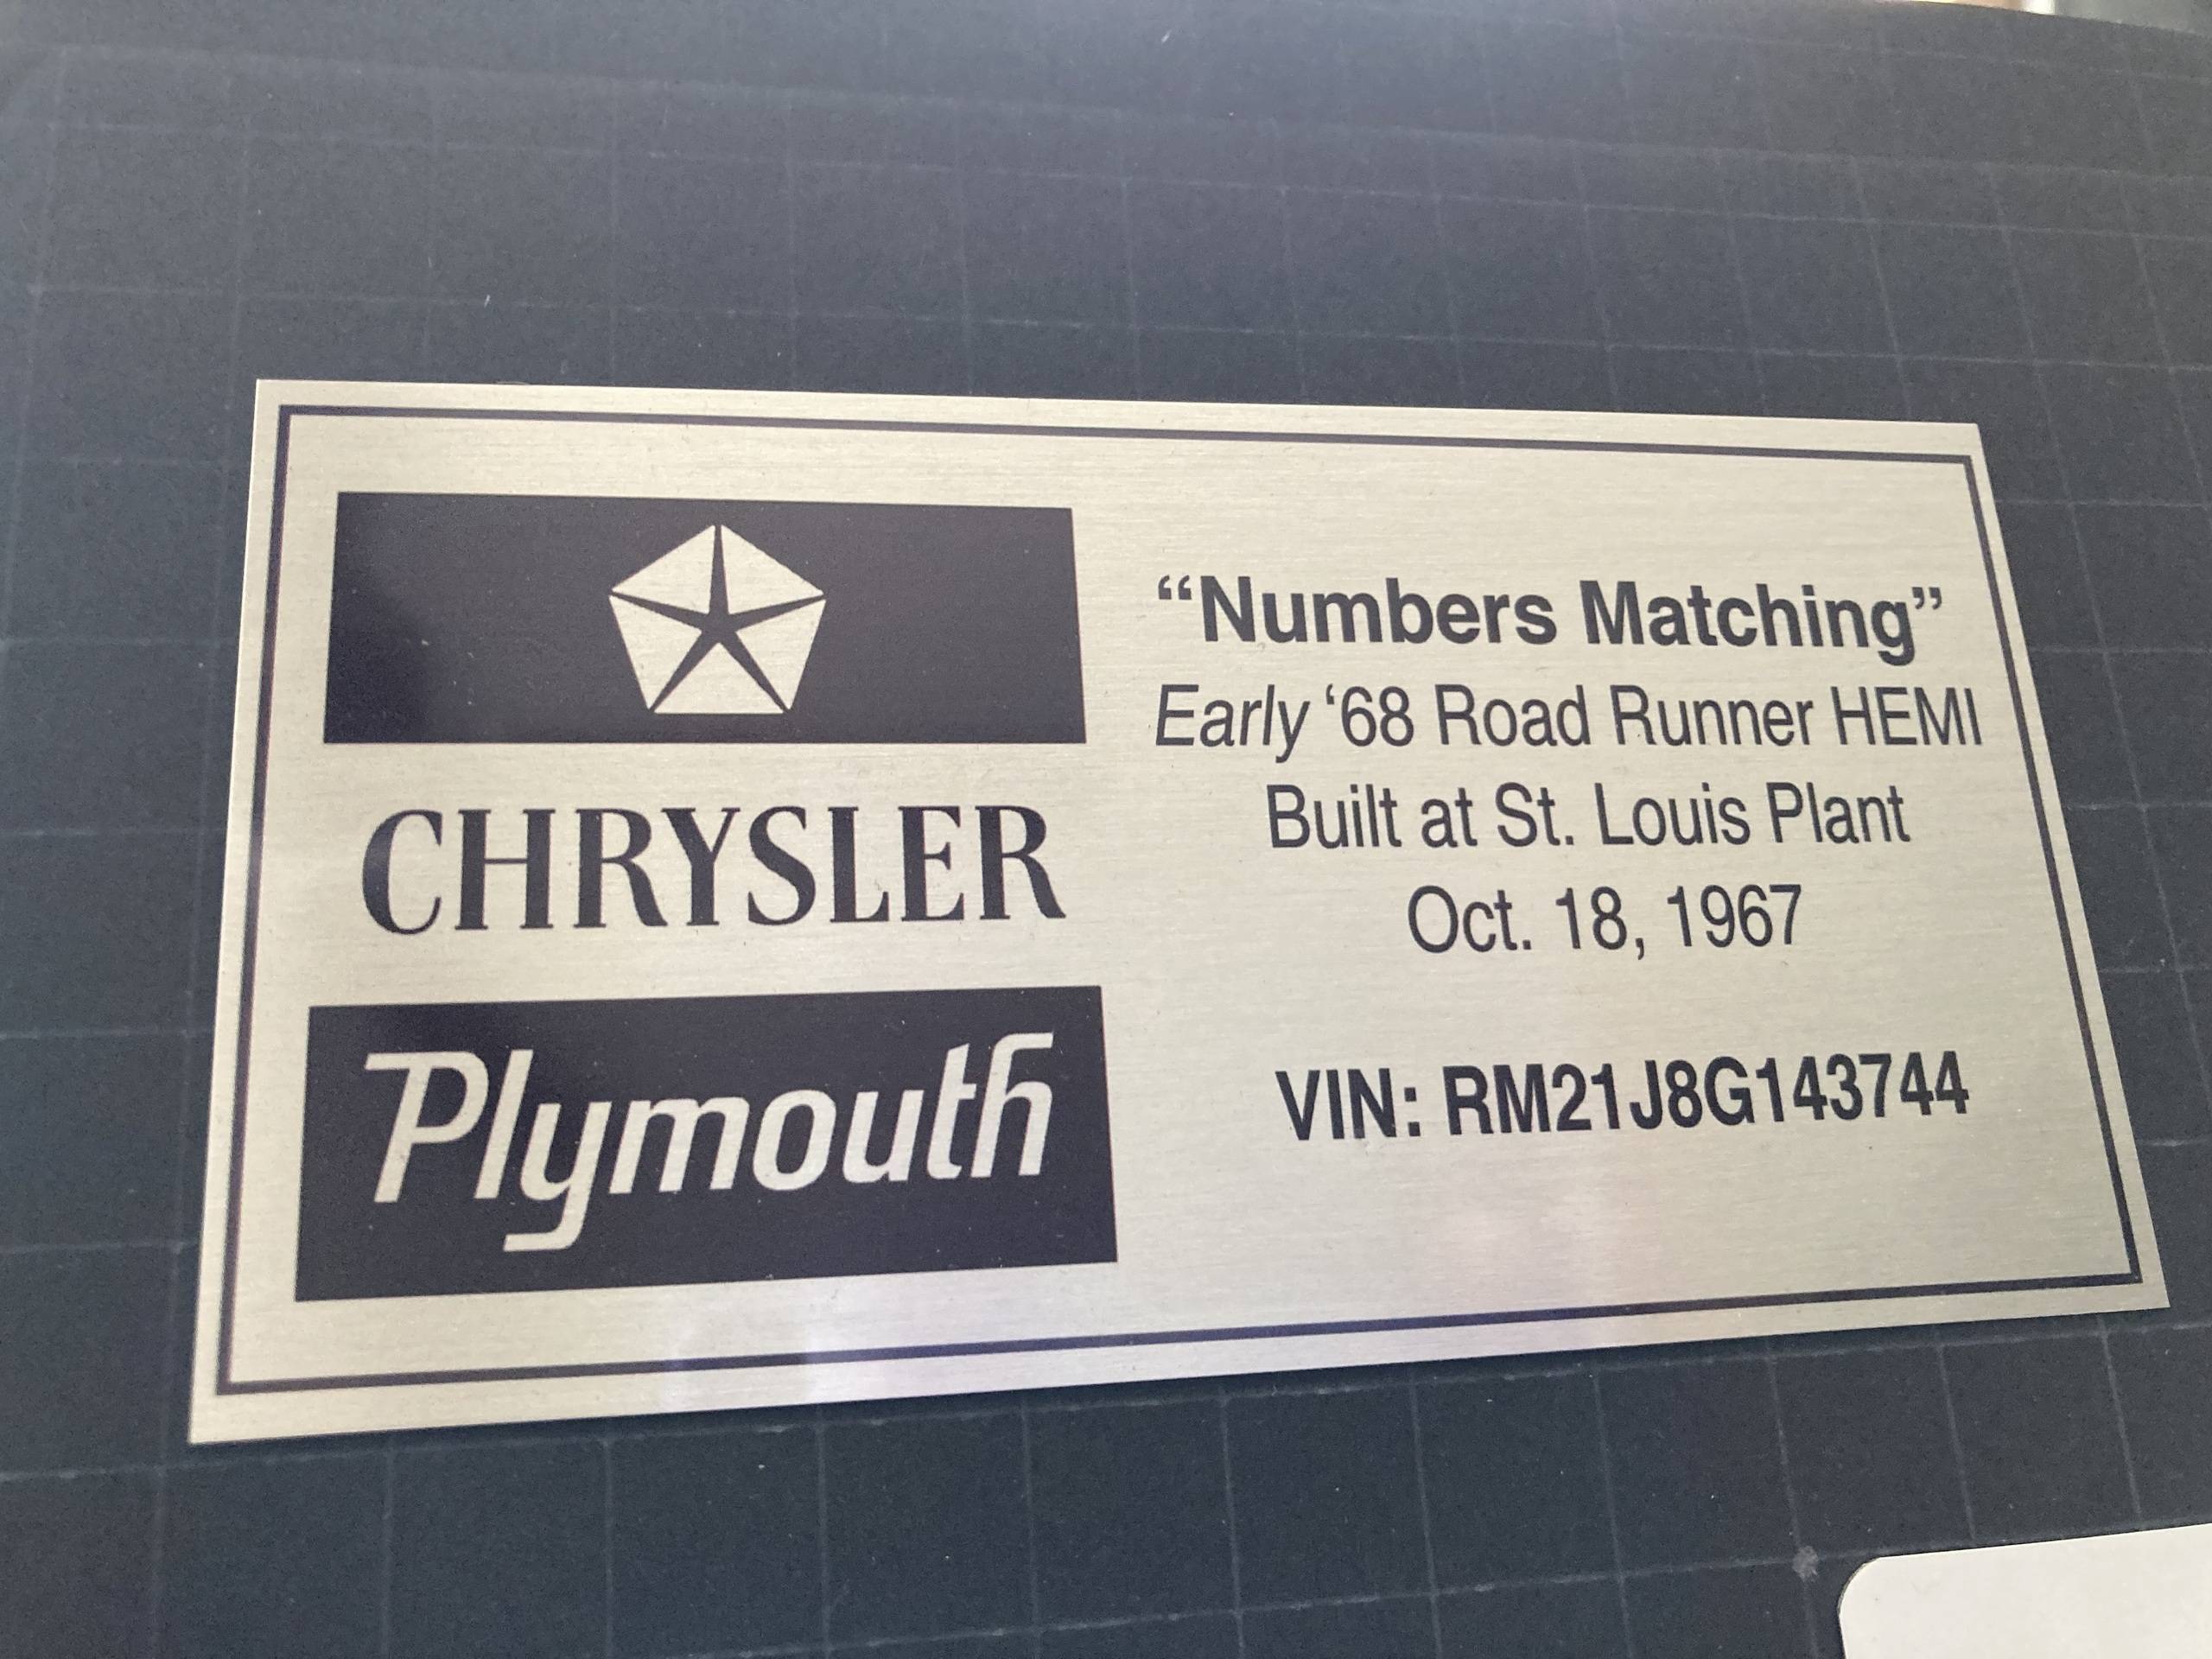 CHRYSLER
Plymouth
“Numbers Matching”
Early ‘68 Road Runner HEMI
Built at St. Louis Plant
Oct. 18, 1967
VIN: RM21J8G143744